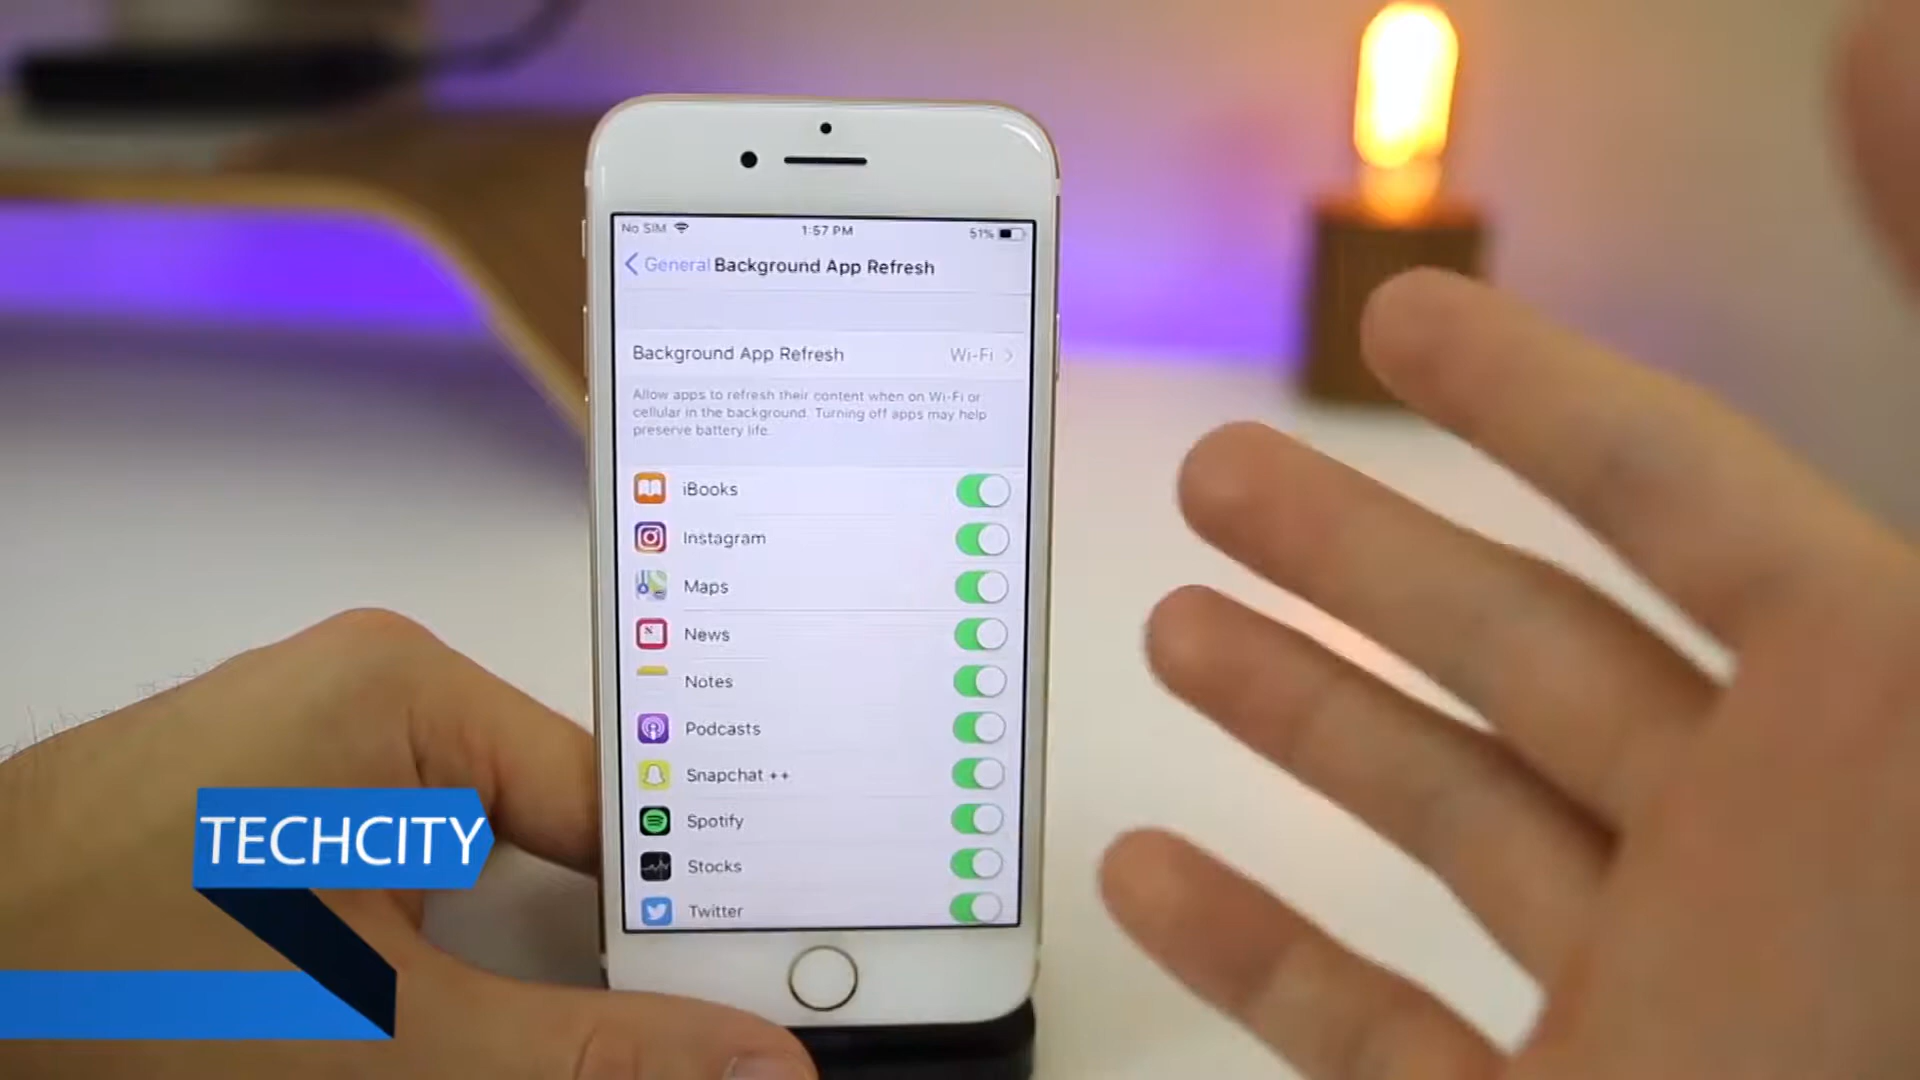 No SIM 1:57 PM 51%
General Background App Refresh
Background App Refresh Wi-Fi
Allow apps to refresh their content when on Wi-Fi or
cellular in the background. Turning off apps may help
preserve battery life.
iBooks
Instagram
Maps
News
Notes
Podcasts
Snapchat ++
Spotify
Stocks
Twitter
TECHCITY